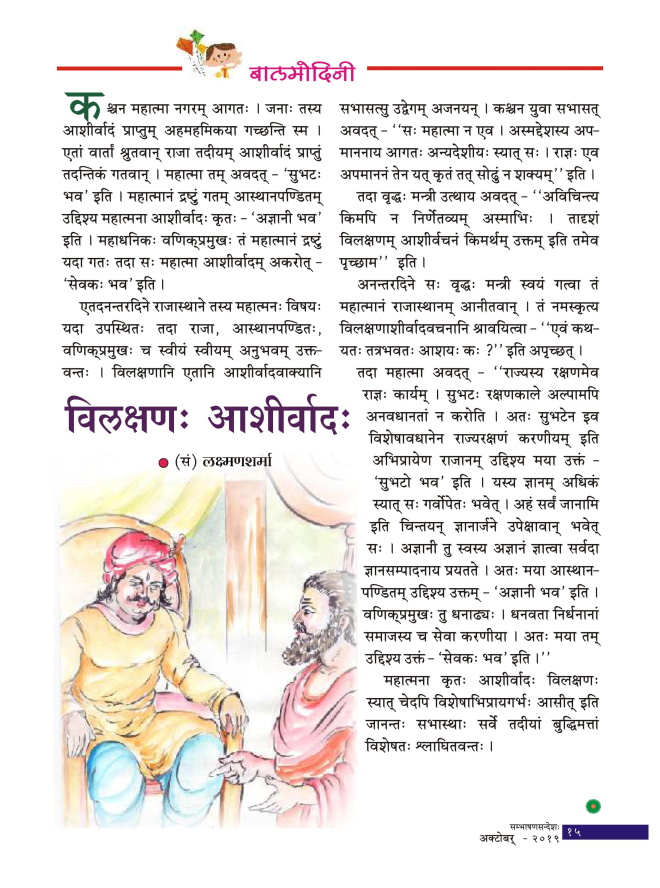 बालमोदिनी
कश्चन महात्मा नगरम् आगतः । जनाः तस्य
आशीर्वादं प्राप्तुम् अहमहमिकया गच्छन्ति स्म ।
एतां वार्तां श्रुतवान् राजा तदीयम् आशीर्वादं प्राप्तुं
तदन्तिकं गतवान् । महात्मा तम् अवदत् – ‘सुभटः
भव’ इति । महात्मानं द्रष्टुं गतम् आस्थानपण्डितम्
उद्दिश्य महात्मना आशीर्वादः कृतः – ‘अज्ञानी भव’
इति । महाधनिकः वणिक्प्रमुखः तं महात्मानं द्रष्टुं
यदा गतः तदा सः महात्मा आशीर्वादम् अकरोत् –
‘सेवकः भव’ इति ।
एतदनन्तरदिने राजास्थाने तस्य महात्मनः विषयः
यदा उपस्थितः तदा राजा, आस्थानपण्डितः,
वणिक्प्रमुखः च स्वीयं स्वीयम् अनुभवम् उक्त-
वन्तः । विलक्षणानि एतानि आशीर्वादवाक्यानि
विलक्षणः आशीर्वादः
(सं) लक्ष्मणशर्मा
सभासत्सु उद्वेगम् अजनयन् । कश्चन युवा सभासत्
अवदत् – ‘‘सः महात्मा न एव । अस्मद्देशस्य अप-
माननाय आगतः अन्यदेशीयः स्यात् सः । राज्ञः एव
अपमाननं तेन यत् कृतं तत् सोढुं न शक्यम्’’ इति ।
तदा वृद्धः मन्त्री उत्थाय अवदत् – ‘‘अविचिन्त्य
किमपि न निर्णेतव्यम् अस्माभिः । तादृशं
विलक्षणम् आशीर्वचनं किमर्थम् उक्तम् इति तमेव
पृच्छाम’’ इति ।
अनन्तरदिने सः वृद्धः मन्त्री स्वयं गत्वा तं
महात्मानं राजास्थानम् आनीतवान् । तं नमस्कृत्य
विलक्षणाशीर्वादवचनानि श्रावयित्वा – ‘‘एवं कथ-
यतः तत्रभवतः आशयः कः ?’’ इति अपृच्छत् ।
तदा महात्मा अवदत् – ‘‘राज्यस्य रक्षणमेव
राज्ञः कार्यम् । सुभटः रक्षणकाले अल्पामपि
अनवधानतां न करोति । अतः सुभटेन इव
विशेषावधानेन राज्यरक्षणं करणीयम् इति
अभिप्रायेण राजानम् उद्दिश्य मया उक्तं –
‘सुभटो भव’ इति । यस्य ज्ञानम् अधिकं
स्यात् सः गर्वोपेतः भवेत् । अहं सर्वं जानामि
इति चिन्तयन् ज्ञानार्जने उपेक्षावान् भवेत्
सः । अज्ञानी तु स्वस्य अज्ञानं ज्ञात्वा सर्वदा
ज्ञानसम्पादनाय प्रयतते । अतः मया आस्थान-
पण्डितम् उद्दिश्य उक्तम् – ‘अज्ञानी भव’ इति ।
वणिक्प्रमुखः तु धनाढ्यः । धनवता निर्धनानां
समाजस्य च सेवा करणीया । अतः मया तम्
उद्दिश्य उक्तं – ‘सेवकः भव’ इति ।’’
महात्मना कृतः आशीर्वादः विलक्षणः
स्यात् चेदपि विशेषाभिप्रायगर्भः आसीत् इति
जानन्तः सभास्थाः सर्वे तदीयां बुद्धिमत्तां
विशेषतः श्लाघितवन्तः ।
सम्भाषणसन्देशः
अक्टोबर् - २०१९ १५